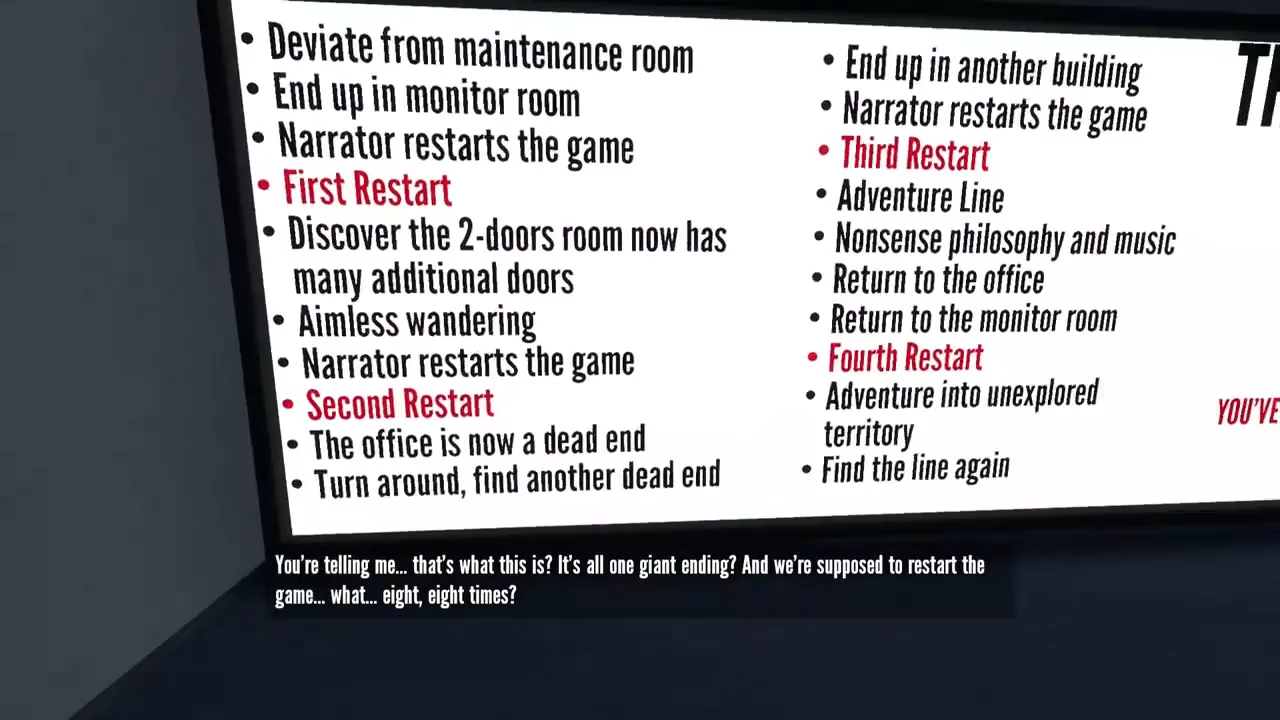 • Deviate from maintenance room
• End up in monitor room
• Narrator restarts the game
• First Restart
• Discover the 2-doors room now has
many additional doors
• Aimless wandering
• Narrator restarts the game
• Second Restart
• The office is now a dead end
• Turn around, find another dead end
• End up in another building
• Narrator restarts the game
• Third Restart
• Adventure Line
• Nonsense philosophy and music
• Return to the office
• Return to the monitor room
• Fourth Restart
• Adventure into unexplored
territory
• Find the line again
YOU'VE
You're telling me... that's what this is? It's all one giant ending? And we're supposed to restart the
game... what... eight, eight times?